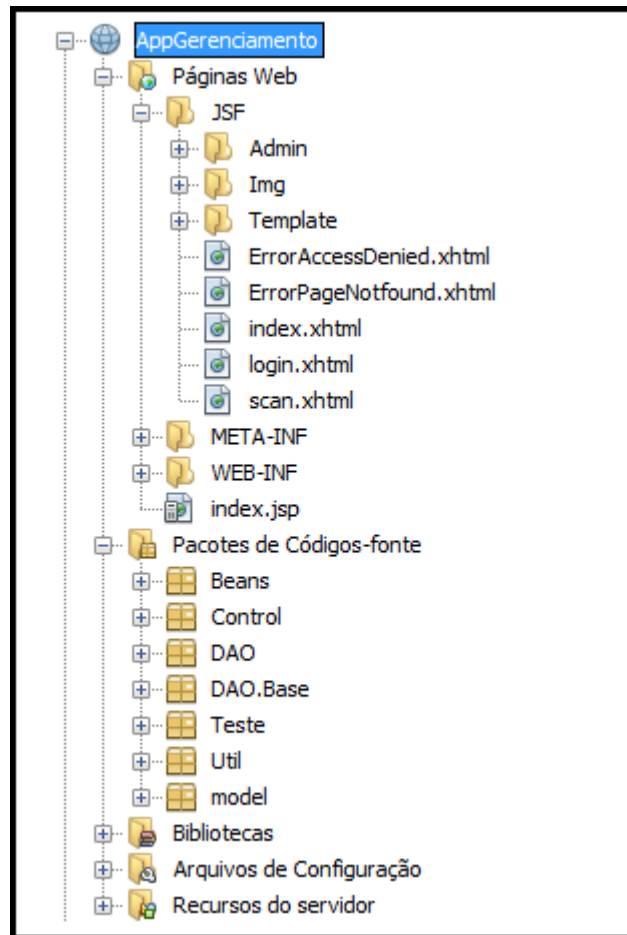 AppGerenciamento
Páginas Web
JSF
Admin
Img
Template
ErrorAccessDenied.xhtml
ErrorPageNotfound.xhtml
index.xhtml
login.xhtml
scan.xhtml
META-INF
WEB-INF
index.jsp
Pacotes de Códigos-fonte
Beans
Control
DAO
DAO.Base
Teste
Util
model
Bibliotecas
Arquivos de Configuração
Recursos do servidor